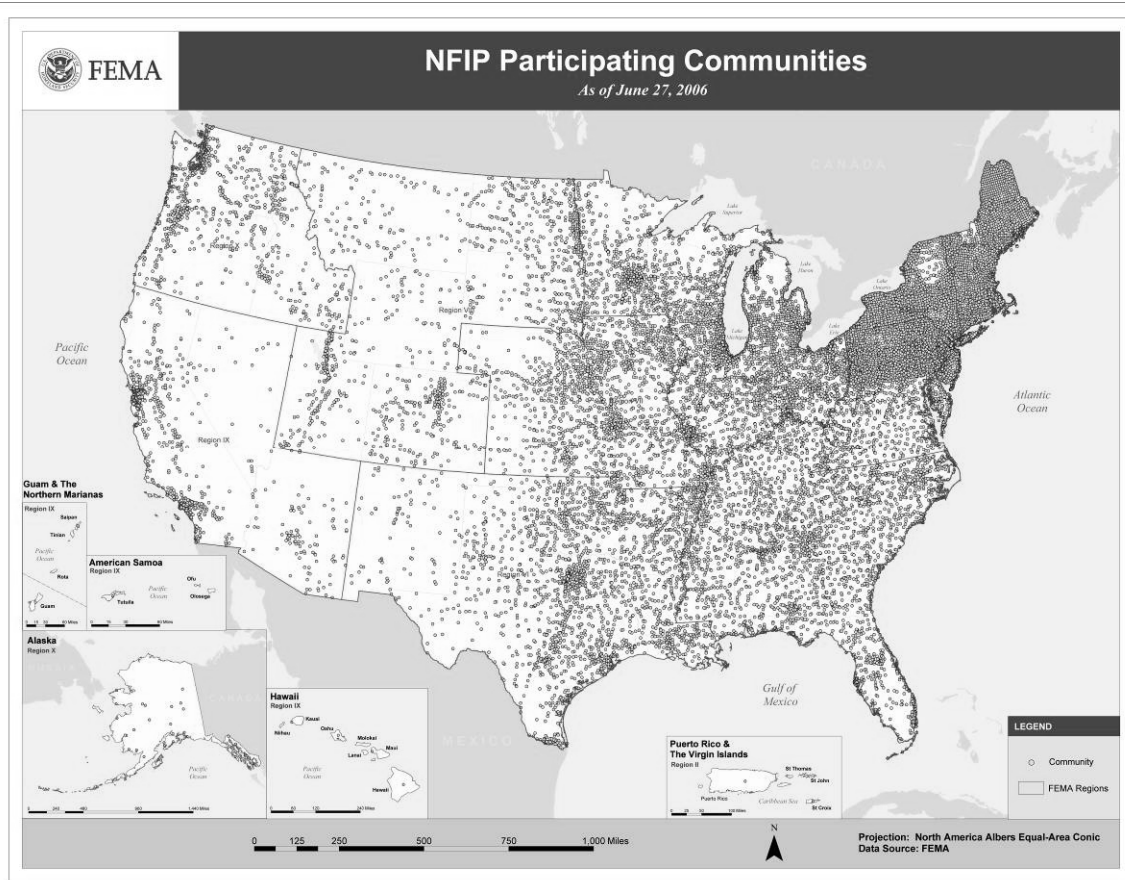 FEMA
NFIP Participating Communities
As of June 27, 2006
CANADA
Lake
Superior
Lake
Huron
Lake
Ontario
Lake
Erie
Lake
Michigan
Pacific
Ocean
Atlantic
Ocean
Gulf of
Mexico
MEXICO
Region IX
Guam & The
Northern Marianas
Region IX
Saipan
Tinian
Pacific
Ocean
Rota
Guam
American Samoa
Region IX
Ofu
Pacific
Ocean
Tutuila
Olosega
Alaska
Region X
CANADA
Pacific
Ocean
Hawaii
Region IX
Kauai
Niihau
Oahu
Molokai
Lanai
Maui
Pacific
Ocean
Hawaii
Puerto Rico &
The Virgin Islands
Region II
St Thomas
St John
Puerto Rico
Caribbean Sea
St Croix
LEGEND
Community
FEMA Regions
0 125 250 500 750 1,000 Miles
N
Projection: North America Albers Equal-Area Conic
Data Source: FEMA